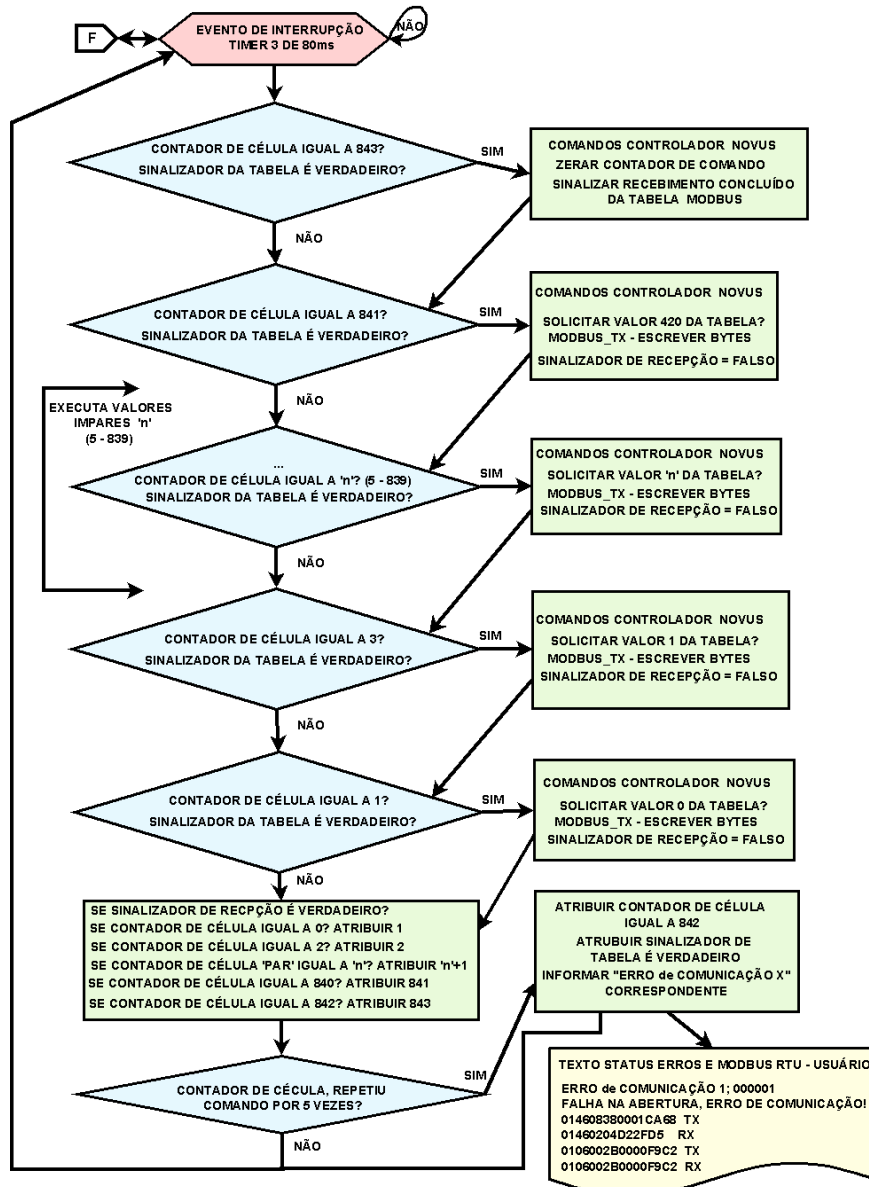 F
EVENTO DE INTERRUPÇÃO
TIMER 3 DE 80ms
NÃO
CONTADOR DE CÉLULA IGUAL A 843?
SINALIZADOR DA TABELA É VERDADEIRO?
SIM
COMANDOS CONTROLADOR NOVUS
ZERAR CONTADOR DE COMANDO
SINALIZAR RECEBIMENTO CONCLUÍDO
DA TABELA MODBUS
NÃO
CONTADOR DE CÉLULA IGUAL A 841?
SINALIZADOR DA TABELA É VERDADEIRO?
SIM
COMANDOS CONTROLADOR NOVUS
SOLICITAR VALOR 420 DA TABELA?
MODBUS_TX - ESCREVER BYTES
SINALIZADOR DE RECEPÇÃO = FALSO
NÃO
EXECUTA VALORES
IMPARES 'n'
(5 - 839)
...
CONTADOR DE CÉLULA IGUAL A 'n'? (5 - 839)
SINALIZADOR DA TABELA É VERDADEIRO?
SIM
COMANDOS CONTROLADOR NOVUS
SOLICITAR VALOR 'n' DA TABELA?
MODBUS_TX - ESCREVER BYTES
SINALIZADOR DE RECEPÇÃO = FALSO
NÃO
CONTADOR DE CÉLULA IGUAL A 3?
SINALIZADOR DA TABELA É VERDADEIRO?
SIM
COMANDOS CONTROLADOR NOVUS
SOLICITAR VALOR 1 DA TABELA?
MODBUS_TX - ESCREVER BYTES
SINALIZADOR DE RECEPÇÃO = FALSO
NÃO
CONTADOR DE CÉLULA IGUAL A 1?
SINALIZADOR DA TABELA É VERDADEIRO?
SIM
COMANDOS CONTROLADOR NOVUS
SOLICITAR VALOR 0 DA TABELA?
MODBUS_TX - ESCREVER BYTES
SINALIZADOR DE RECEPÇÃO = FALSO
NÃO
SE SINALIZADOR DE RECPÇÃO É VERDADEIRO?
SE CONTADOR DE CÉLULA IGUAL A 0? ATRIBUIR 1
SE CONTADOR DE CÉLULA IGUAL A 2? ATRIBUIR 2
SE CONTADOR DE CÉLULA 'PAR' IGUAL A 'n'? ATRIBUIR 'n'+1
SE CONTADOR DE CÉLULA IGUAL A 840? ATRIBUIR 841
SE CONTADOR DE CÉLULA IGUAL A 842? ATRIBUIR 843
ATRIBUIR CONTADOR DE CÉLULA
IGUAL A 842
ATRUBUIR SINALIZADOR DE
TABELA É VERDADEIRO
INFORMAR "ERRO de COMUNICAÇÃO X"
CORRESPONDENTE
CONTADOR DE CÉCULA, REPETIU
COMANDO POR 5 VEZES?
SIM
NÃO
TEXTO STATUS ERROS E MODBUS RTU - USUÁRIO
ERRO de COMUNICAÇÃO 1; 000001
FALHA NA ABERTURA, ERRO DE COMUNICAÇÃO!
014608380001CA68 TX
01460204D22FD5 RX
0106002B0000F9C2 TX
0106002B0000F9C2 RX